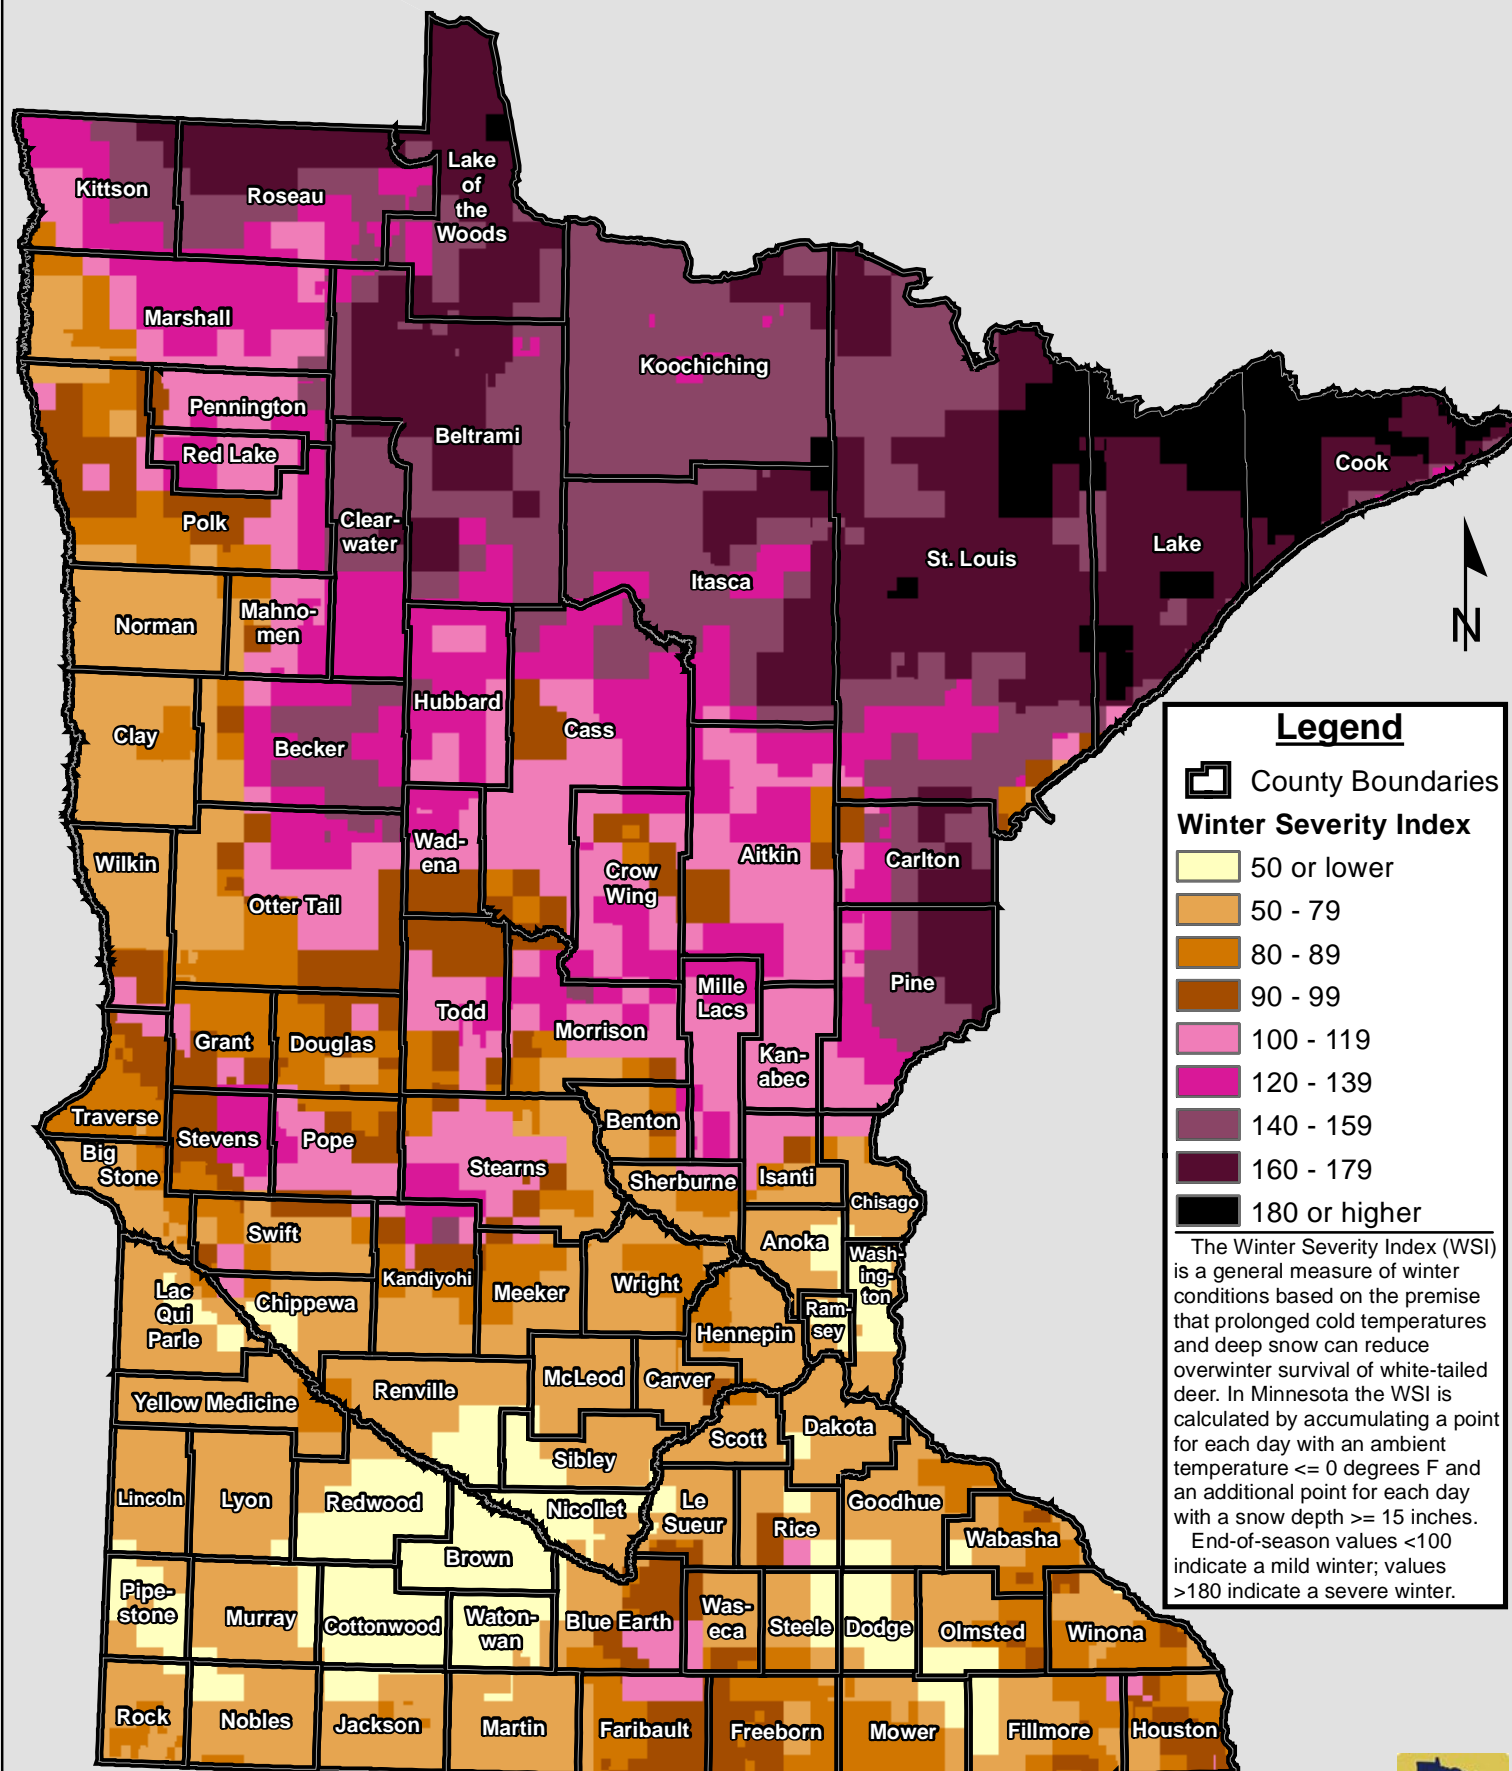 Kittson
Roseau
Lake
of
the
Woods
Marshall
Koochiching
Pennington
Beltrami
Red Lake
Cook
Polk
Clear-
water
St. Louis
Lake
Itasca
Norman
Mahno-
men
N
Hubbard
Cass
Clay
Becker
Wilkin
Wad-
ena
Crow
Wing
Aitkin
Carlton
Otter Tail
Mille
Lacs
Pine
Todd
Morrison
Grant
Douglas
Kan-
abec
Traverse
Stevens
Pope
Benton
Big
Stone
Stearns
Sherburne
Isanti
Chisago
Swift
Anoka
Wash-
ing-
ton
Kandiyohi
Meeker
Wright
Lac
Qui
Parle
Chippewa
Ram-
sey
Hennepin
McLeod
Carver
Renville
Yellow Medicine
Dakota
Scott
Sibley
Lincoln
Lyon
Redwood
Nicollet
Le
Sueur
Goodhue
Rice
Wabasha
Brown
Pipe-
stone
Murray
Cottonwood
Waton-
wan
Blue Earth
Was-
eca
Steele
Dodge
Olmsted
Winona
Rock
Nobles
Jackson
Martin
Faribault
Freeborn
Mower
Fillmore
Houston
Legend
County Boundaries
Winter Severity Index
50 or lower
50 - 79
80 - 89
90 - 99
100 - 119
120 - 139
140 - 159
160 - 179
180 or higher
The Winter Severity Index (WSI)
is a general measure of winter
conditions based on the premise
that prolonged cold temperatures
and deep snow can reduce
overwinter survival of white-tailed
deer. In Minnesota the WSI is
calculated by accumulating a point
for each day with an ambient
temperature <= 0 degrees F and
an additional point for each day
with a snow depth >= 15 inches.
End-of-season values <100
indicate a mild winter; values
>180 indicate a severe winter.